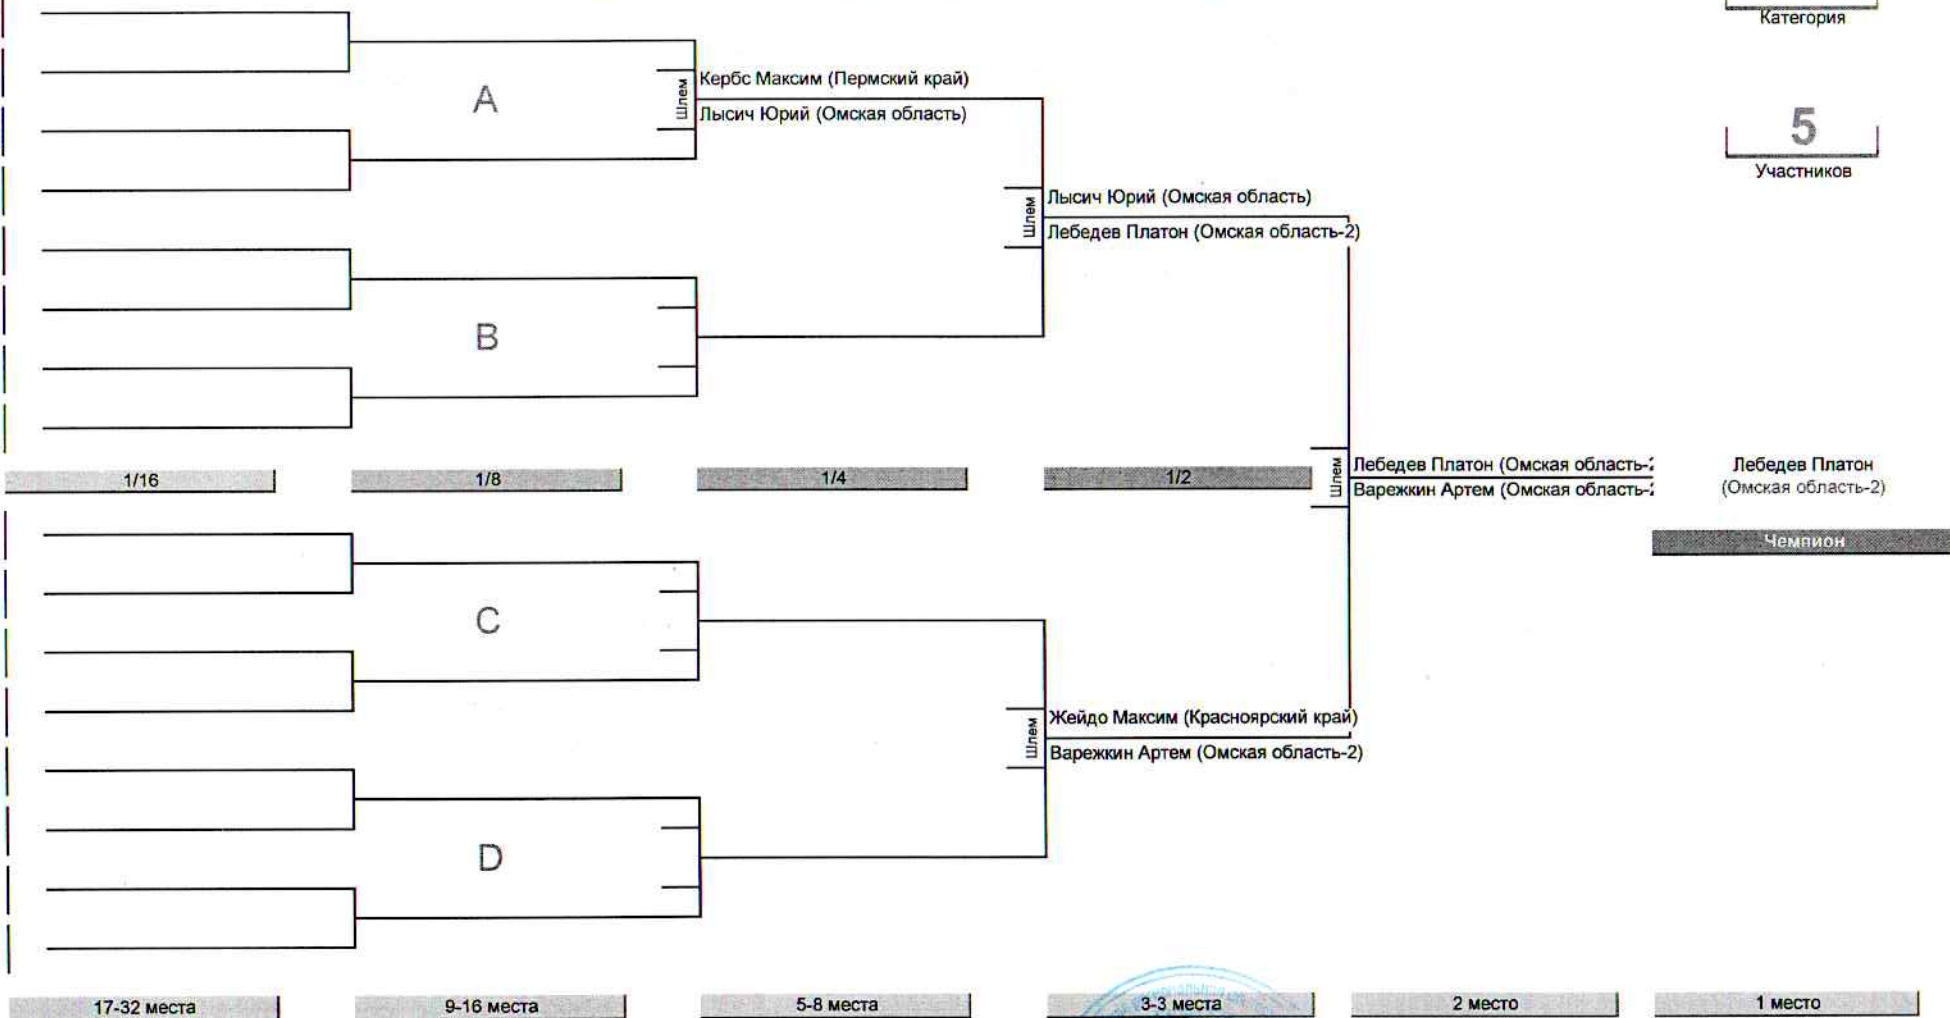 Категория
Кербс Максим (Пермский край)
A
Шлем
Лысич Юрий (Омская область)
5
Участников
Лысич Юрий (Омская область)
Шлем
Лебедев Платон (Омская область-2)
B
1/16
1/8
1/4
1/2
Шлем
Лебедев Платон (Омская область-2
Варежкин Артем (Омская область-2
Лебедев Платон
(Омская область-2)
Чемпион
C
Жейдо Максим (Красноярский край)
Шлем
Варежкин Артем (Омская область-2)
D
17-32 места
9-16 места
5-8 места
3-3 места
2 место
1 место